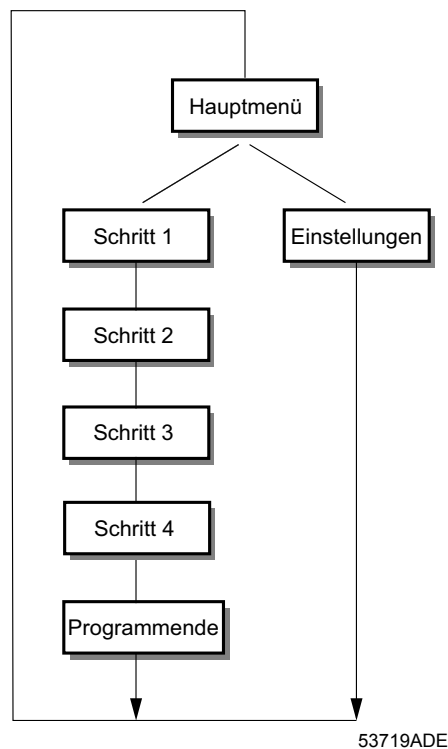 Hauptmenü
Schritt 1
Einstellungen
Schritt 2
Schritt 3
Schritt 4
Programmende
53719ADE